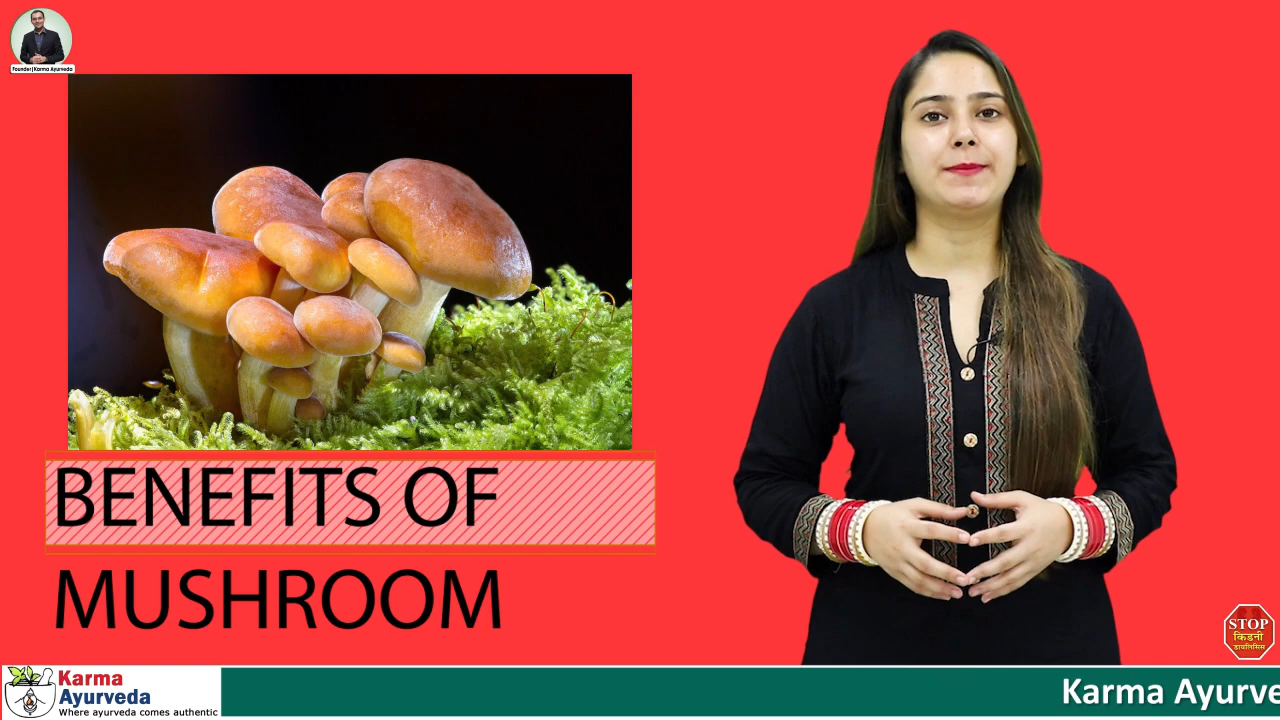 Founder|Karma Ayurveda
BENEFITS OF
MUSHROOM
STOP
किडनी
डायलिसिस
Karma
Ayurveda
Where ayurveda comes authentic
Karma Ayurve